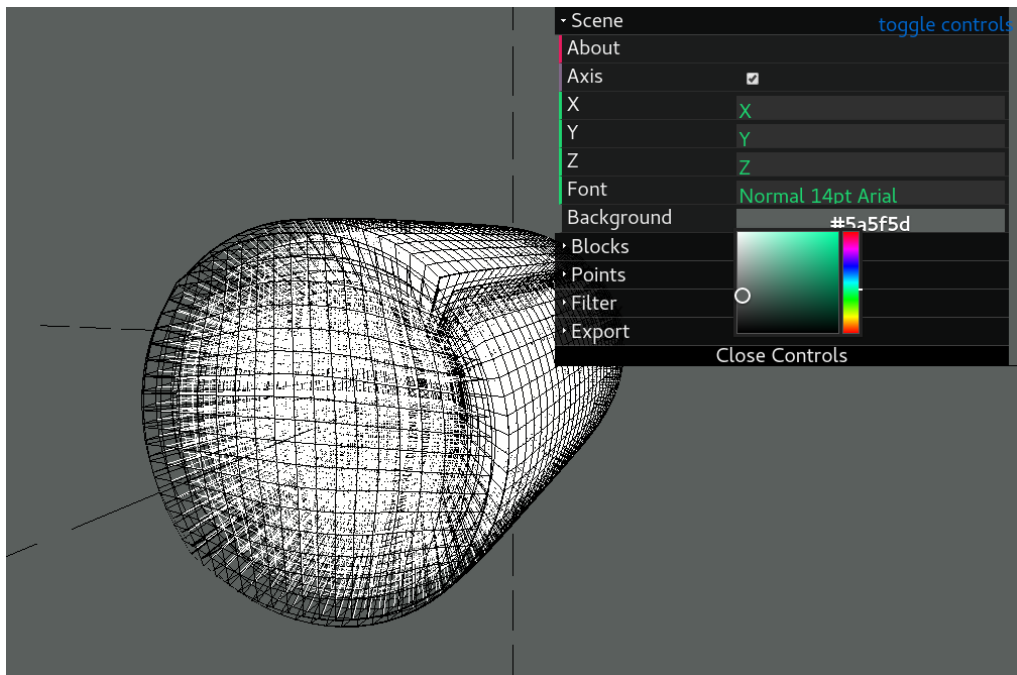 Scene
toggle controls
About
Axis
X X
Y Y
Z Z
Font Normal 14pt Arial
Background #5a5f5d
Blocks
Points
Filter
Export
Close Controls